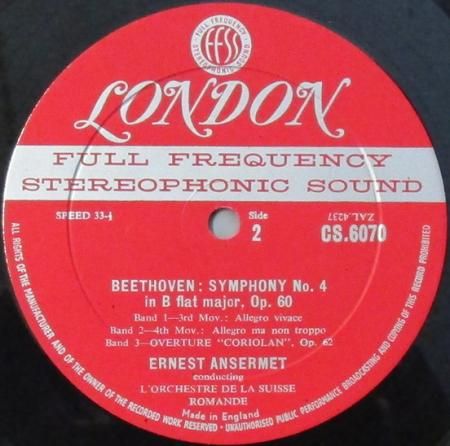 FULL FREQUENCY
ffss
STEREOPHONIC SOUND
LONDON
FULL FREQUENCY
STEREOPHONIC SOUND
SPEED 33-⅓
Side
2
ZAL.4237
CS.6070
BEETHOVEN: SYMPHONY No. 4
in B flat major, Op. 60
Band 1—3rd Mov.: Allegro vivace
Band 2—4th Mov.: Allegro ma non troppo
Band 3—OVERTURE "CORIOLAN", Op. 62
ERNEST ANSERMET
conducting
L'ORCHESTRE DE LA SUISSE
ROMANDE
Made in England
ALL RIGHTS OF THE MANUFACTURER AND OF THE OWNER OF THE RECORDED WORK RESERVED - UNAUTHORISED PUBLIC PERFORMANCE BROADCASTING AND COPYING OF THIS RECORD PROHIBITED